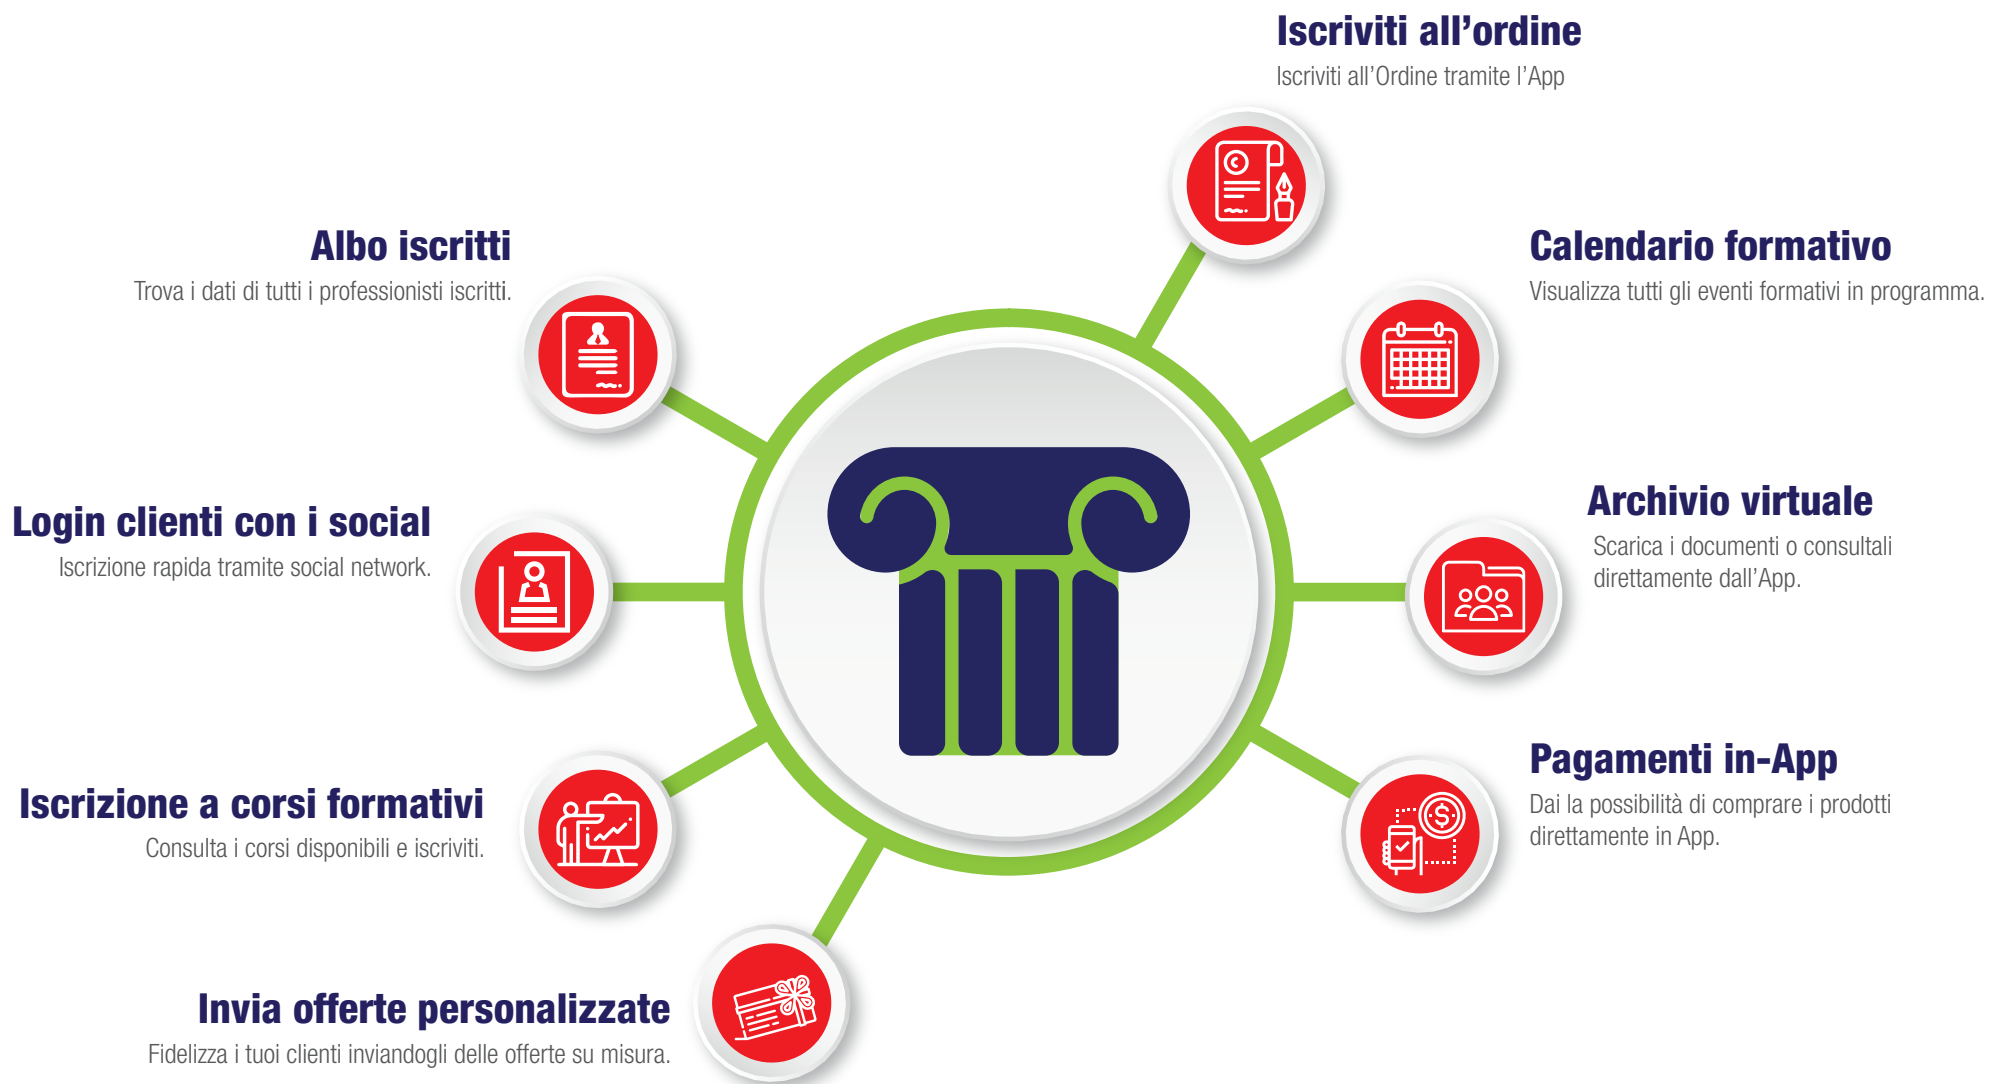 Iscriviti all’ordine
Iscriviti all’Ordine tramite l’App
Albo iscritti
Trova i dati di tutti i professionisti iscritti.
Calendario formativo
Visualizza tutti gli eventi formativi in programma.
Login clienti con i social
Iscrizione rapida tramite social network.
Archivio virtuale
Scarica i documenti o consultali
direttamente dall’App.
Iscrizione a corsi formativi
Consulta i corsi disponibili e iscriviti.
Pagamenti in-App
Dai la possibilità di comprare i prodotti
direttamente in App.
Invia offerte personalizzate
Fidelizza i tuoi clienti inviandogli delle offerte su misura.